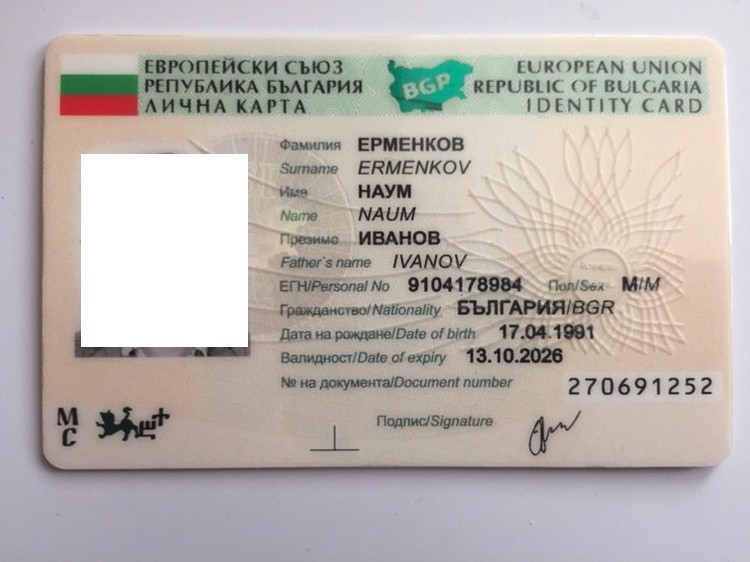 ЕВРОПЕЙСКИ СЪЮЗ
РЕПУБЛИКА БЪЛГАРИЯ
ЛИЧНА КАРТА
BGP
EUROPEAN UNION
REPUBLIC OF BULGARIA
IDENTITY CARD
Фамилия ЕРМЕНКОВ
Surname ERMENKOV
Име НАУМ
Name NAUM
Презиме ИВАНОВ
Father's name IVANOV
ЕГН/Personal No 9104178984 Пол/Sex М/M
Гражданство/Nationality БЪЛГАРИЯ/BGR
Дата на рождане/Date of birth 17.04.1991
Валидност/Date of expiry 13.10.2026
№ на документа/Document number 270691252
Подпис/Signature
МС